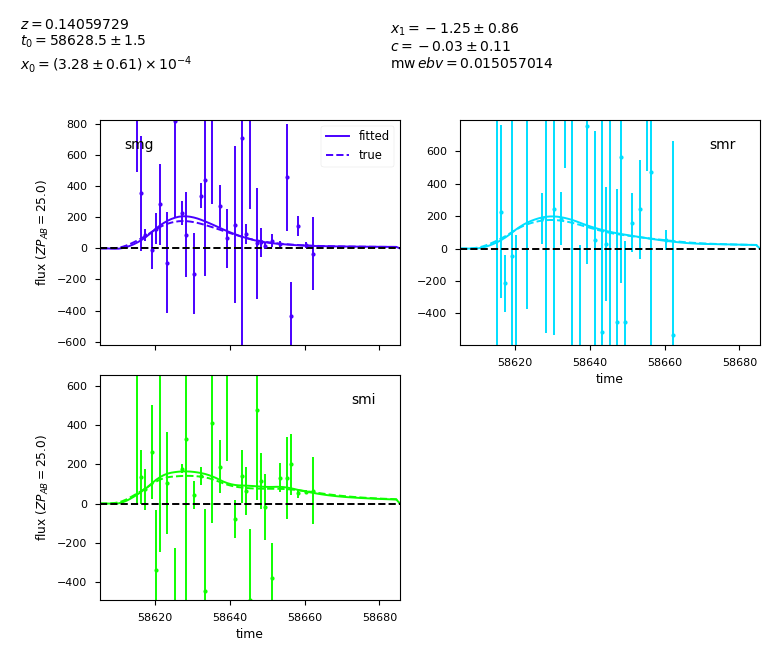 z = 0.14059729
t₀ = 58628.5 ± 1.5
x₀ = (3.28 ± 0.61) × 10⁻⁴
x₁ = −1.25 ± 0.86
c = −0.03 ± 0.11
mw ebv = 0.015057014
800
600
400
200
0
−200
−400
−600
flux (ZP_AB = 25.0)
smg
fitted
true
600
400
200
0
−200
−400
smr
58620
58640
58660
58680
time
600
400
200
0
−200
−400
flux (ZP_AB = 25.0)
smi
58620
58640
58660
58680
time